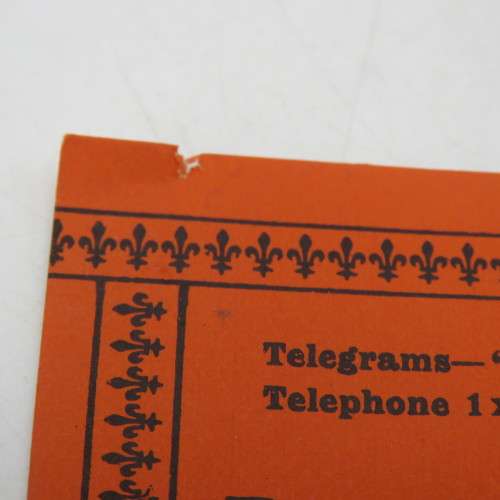 Telegrams— "
Telephone 1 x